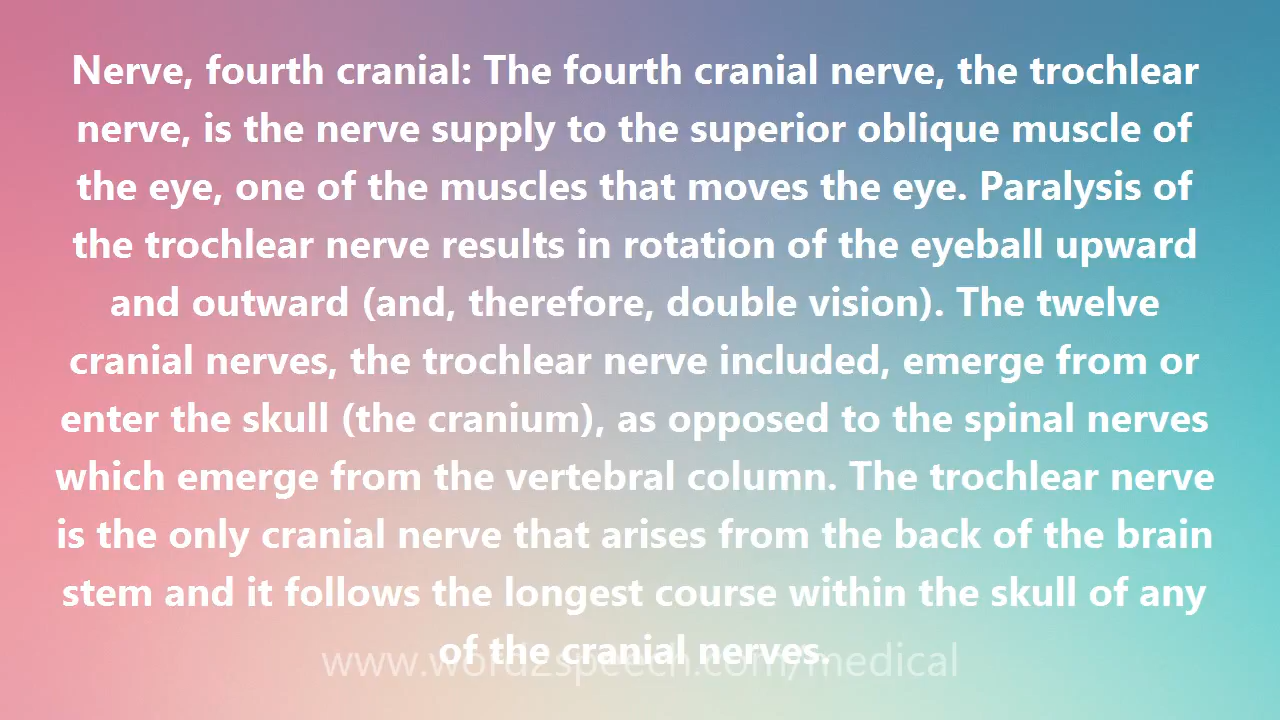 Nerve, fourth cranial: The fourth cranial nerve, the trochlear
nerve, is the nerve supply to the superior oblique muscle of
the eye, one of the muscles that moves the eye. Paralysis of
the trochlear nerve results in rotation of the eyeball upward
and outward (and, therefore, double vision). The twelve
cranial nerves, the trochlear nerve included, emerge from or
enter the skull (the cranium), as opposed to the spinal nerves
which emerge from the vertebral column. The trochlear nerve
is the only cranial nerve that arises from the back of the brain
stem and it follows the longest course within the skull of any
of the cranial nerves.
www.word2speech.com/medical